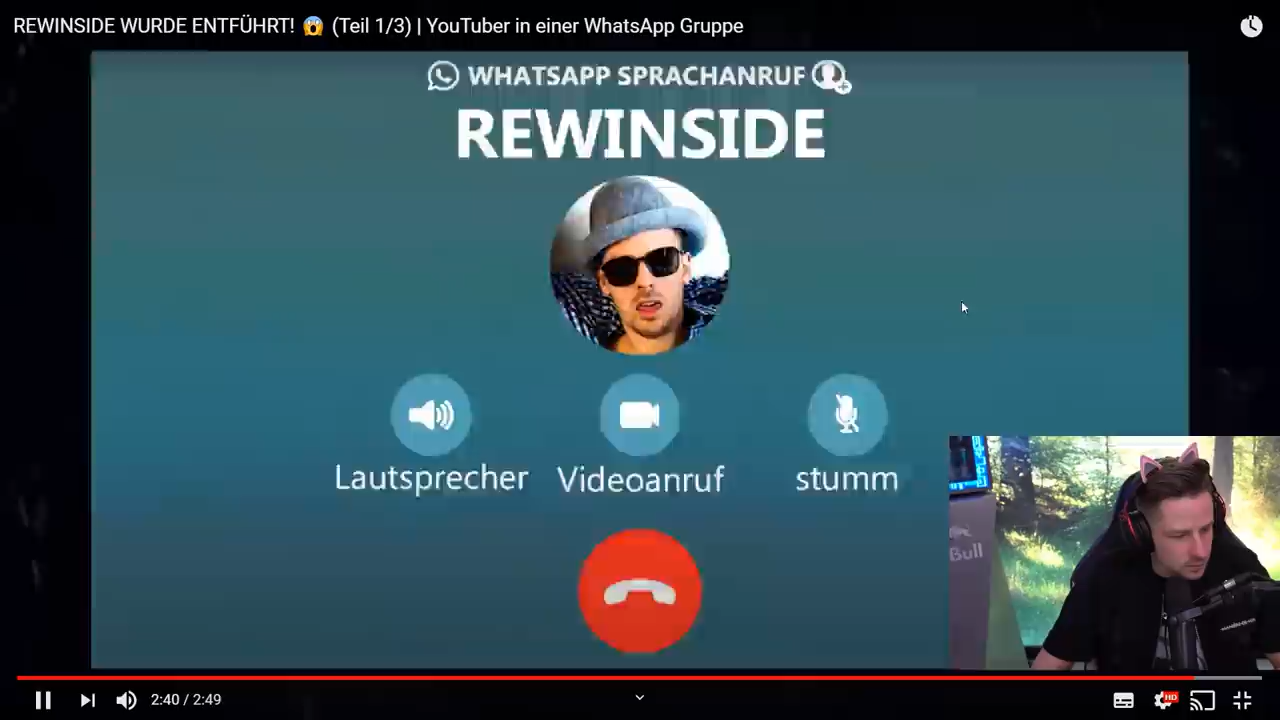 REWINSIDE WURDE ENTFÜHRT! 😱 (Teil 1/3) | YouTuber in einer WhatsApp Gruppe
WHATSAPP SPRACHANRUF
REWINSIDE
Lautsprecher
Videoanruf
stumm
Bull
2:40 / 2:49
HD